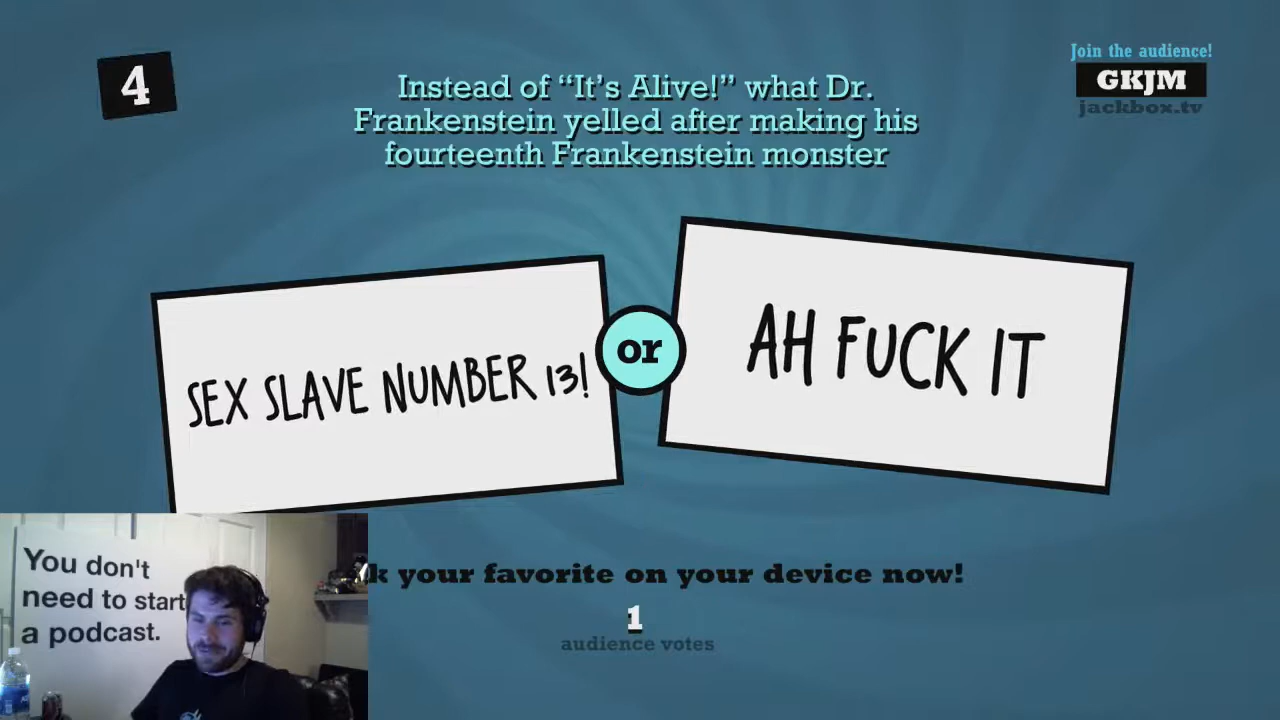 4
Join the audience!
GKJM
jackbox.tv
Instead of “It’s Alive!” what Dr.
Frankenstein yelled after making his
fourteenth Frankenstein monster
SEX SLAVE NUMBER 13!
or
AH FUCK IT
your favorite on your device now!
1
audience votes
You don't
need to start
a podcast.